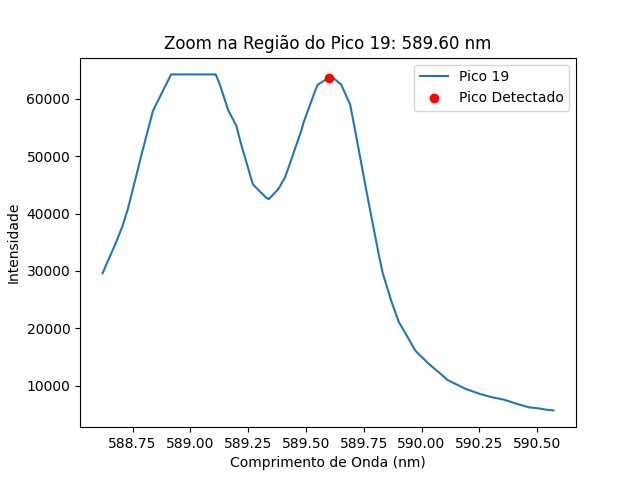 Zoom na Região do Pico 19: 589.60 nm
Pico 19
Pico Detectado
60000
50000
40000
30000
20000
10000
Intensidade
588.75 589.00 589.25 589.50 589.75 590.00 590.25 590.50
Comprimento de Onda (nm)